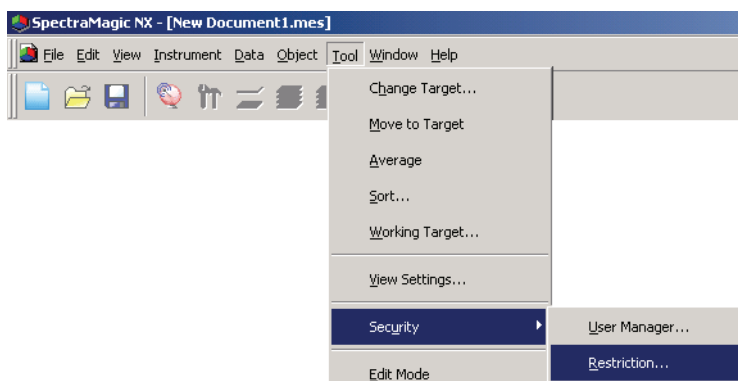 SpectraMagic NX - [New Document1.mes]
File Edit View Instrument Data Object Tool Window Help
Change Target...
Move to Target
Average
Sort...
Working Target...
View Settings...
Security
User Manager...
Restriction...
Edit Mode